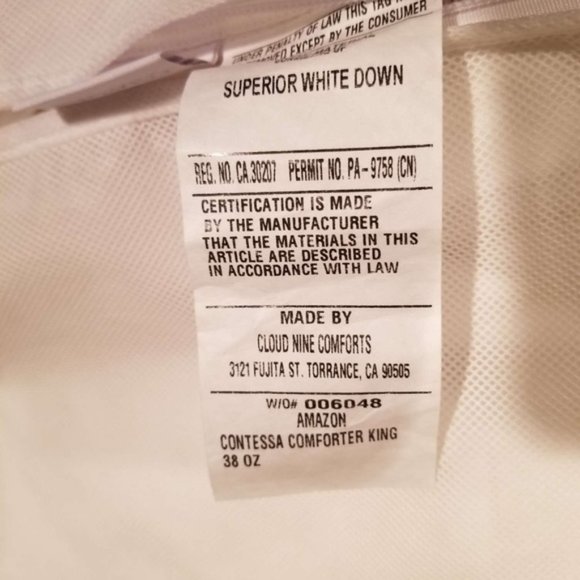 UNDER PENALTY OF LAW THIS TAG
EXCEPT BY THE CONSUMER
SUPERIOR WHITE DOWN
REG. NO. CA.30207 PERMIT NO. PA-9758 (CN)
CERTIFICATION IS MADE
BY THE MANUFACTURER
THAT THE MATERIALS IN THIS
ARTICLE ARE DESCRIBED
IN ACCORDANCE WITH LAW
MADE BY
CLOUD NINE COMFORTS
3121 FUJITA ST. TORRANCE, CA 90505
W/O# 006048
AMAZON
CONTESSA COMFORTER KING
38 OZ